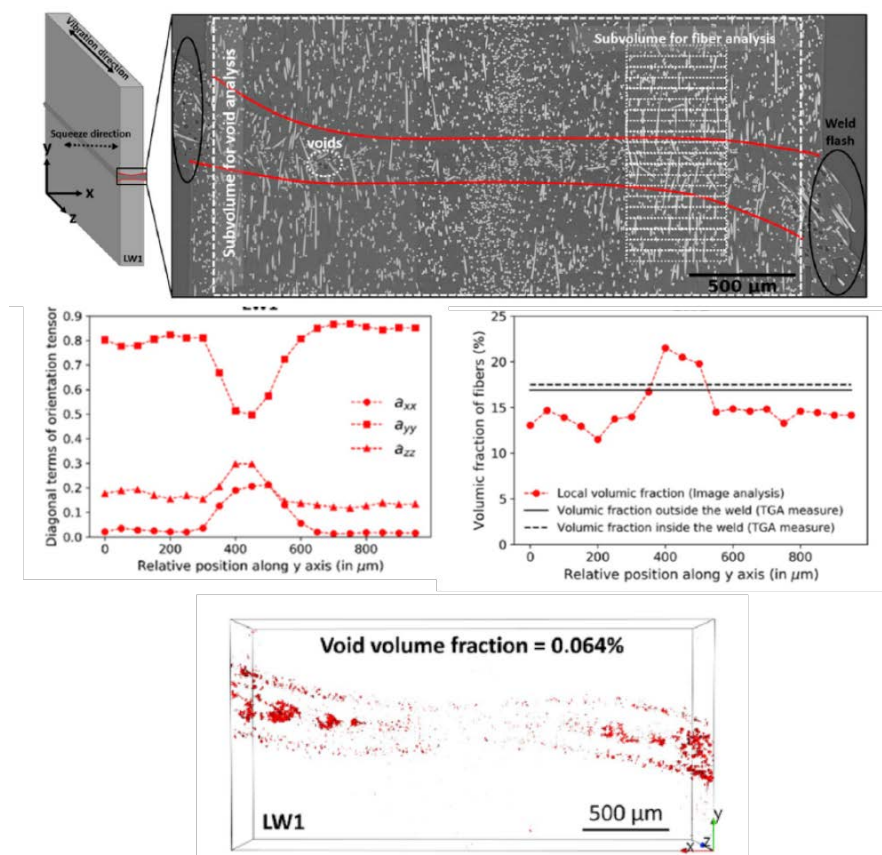 Vibration direction
Squeeze direction
y
x
z
LW1
Subvolume for void analysis
voids
Subvolume for fiber analysis
Weld
flash
500 μm
LW1
Diagonal terms of orientation tensor
0.9
0.8
0.7
0.6
0.5
0.4
0.3
0.2
0.1
0.0
axx
ayy
azz
0 200 400 600 800
Relative position along y axis (in μm)
Volumic fraction of fibers (%)
25
20
15
10
5
0
Local volumic fraction (Image analysis)
Volumic fraction outside the weld (TGA measure)
Volumic fraction inside the weld (TGA measure)
0 200 400 600 800
Relative position along y axis (in μm)
Void volume fraction = 0.064%
LW1
500 μm
y
z
x